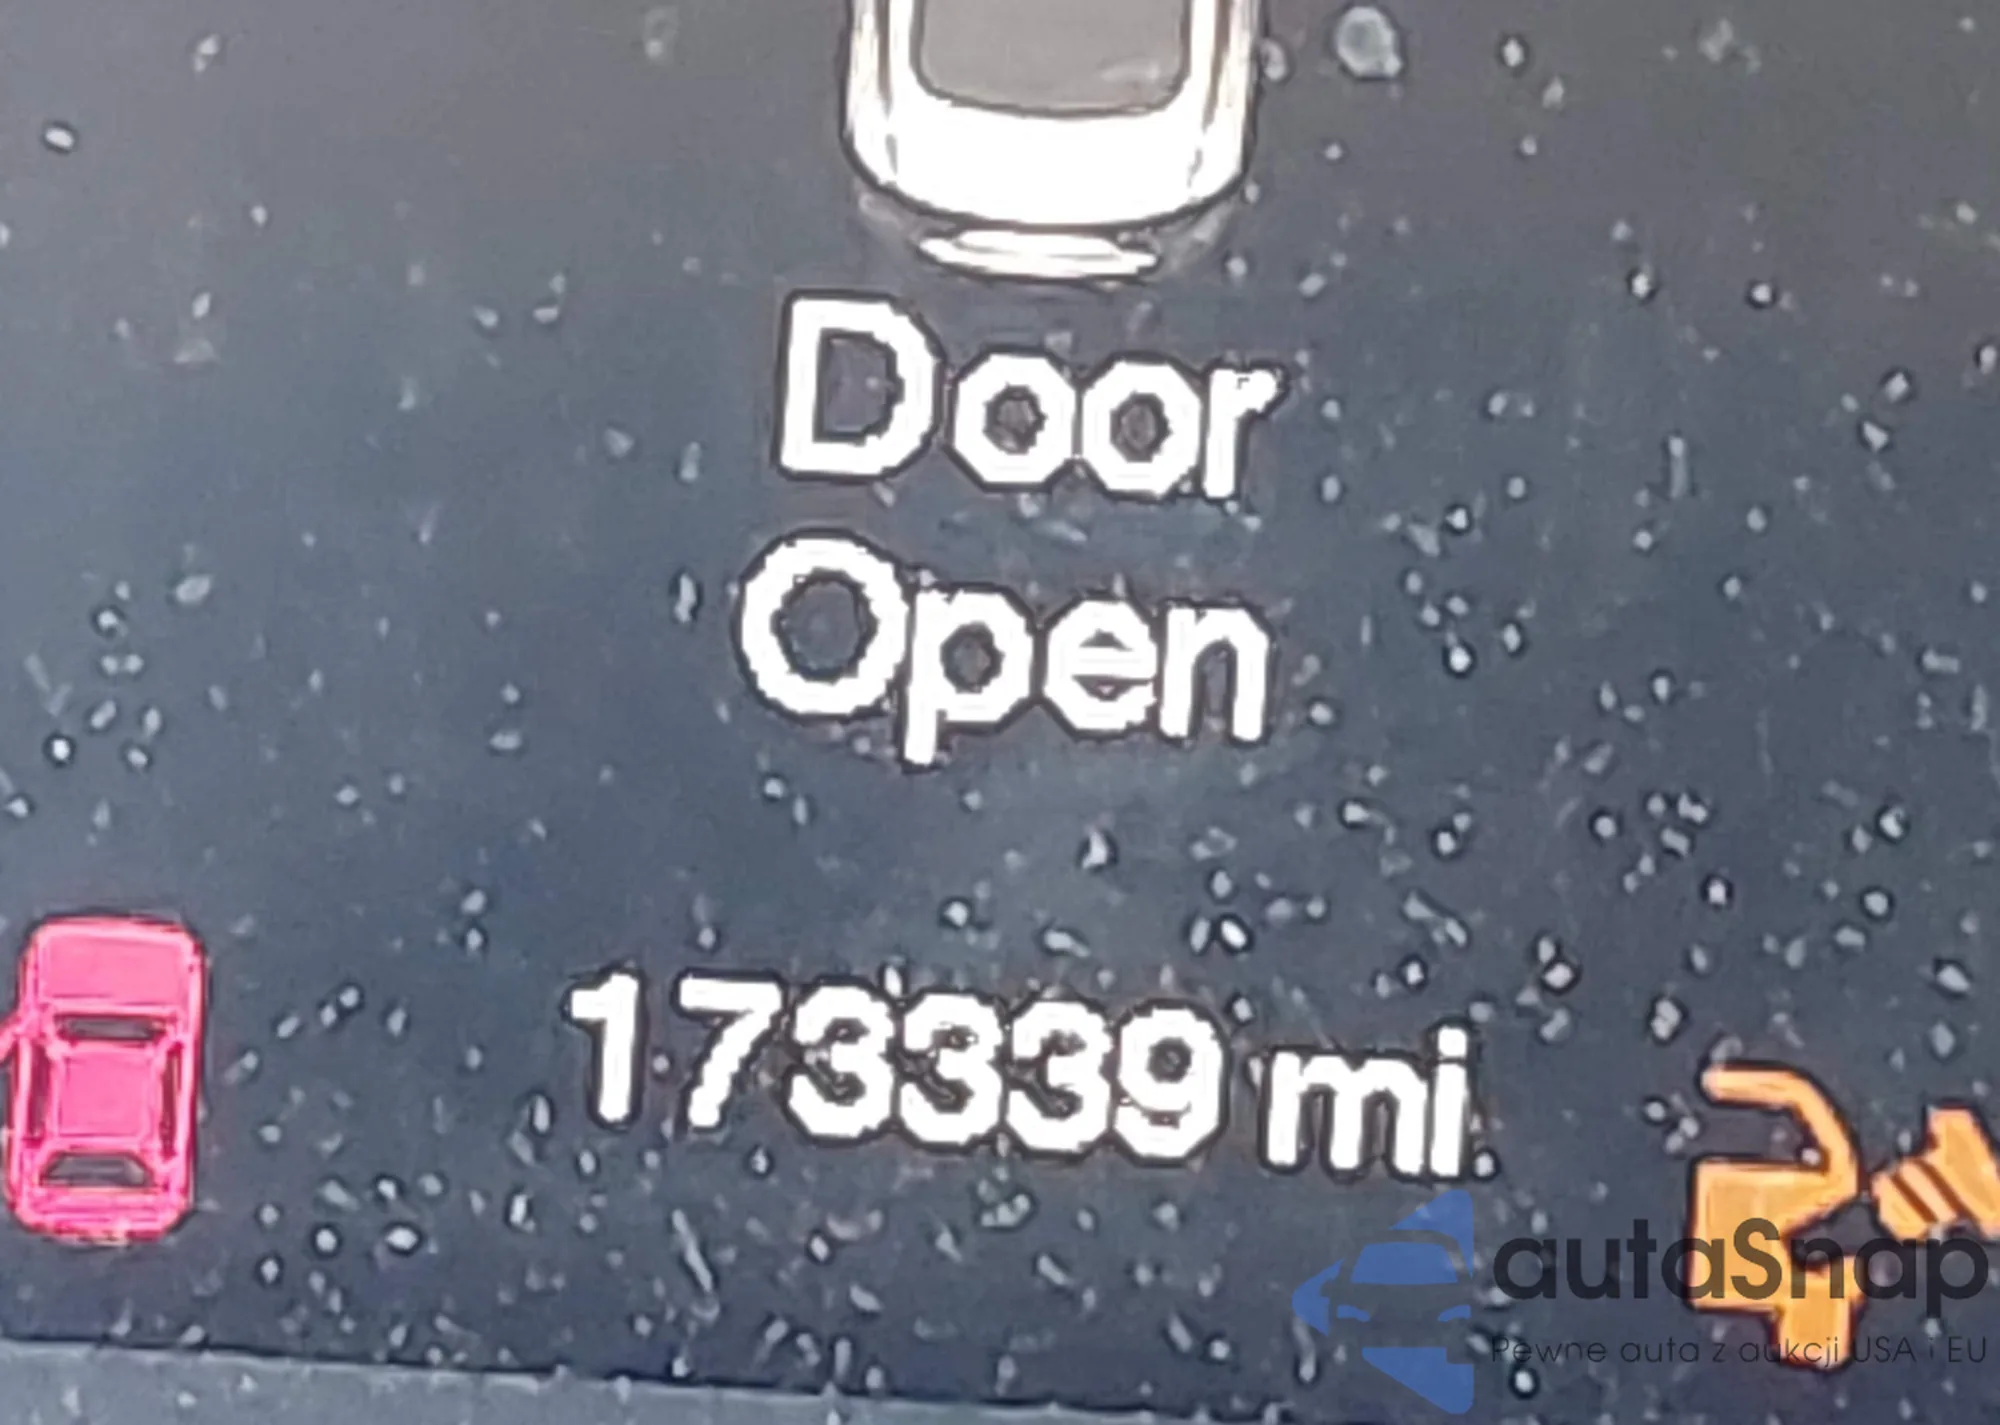 Door
Open
173339 mi
autaSnap
Pewne auta z aukcji USA i EU